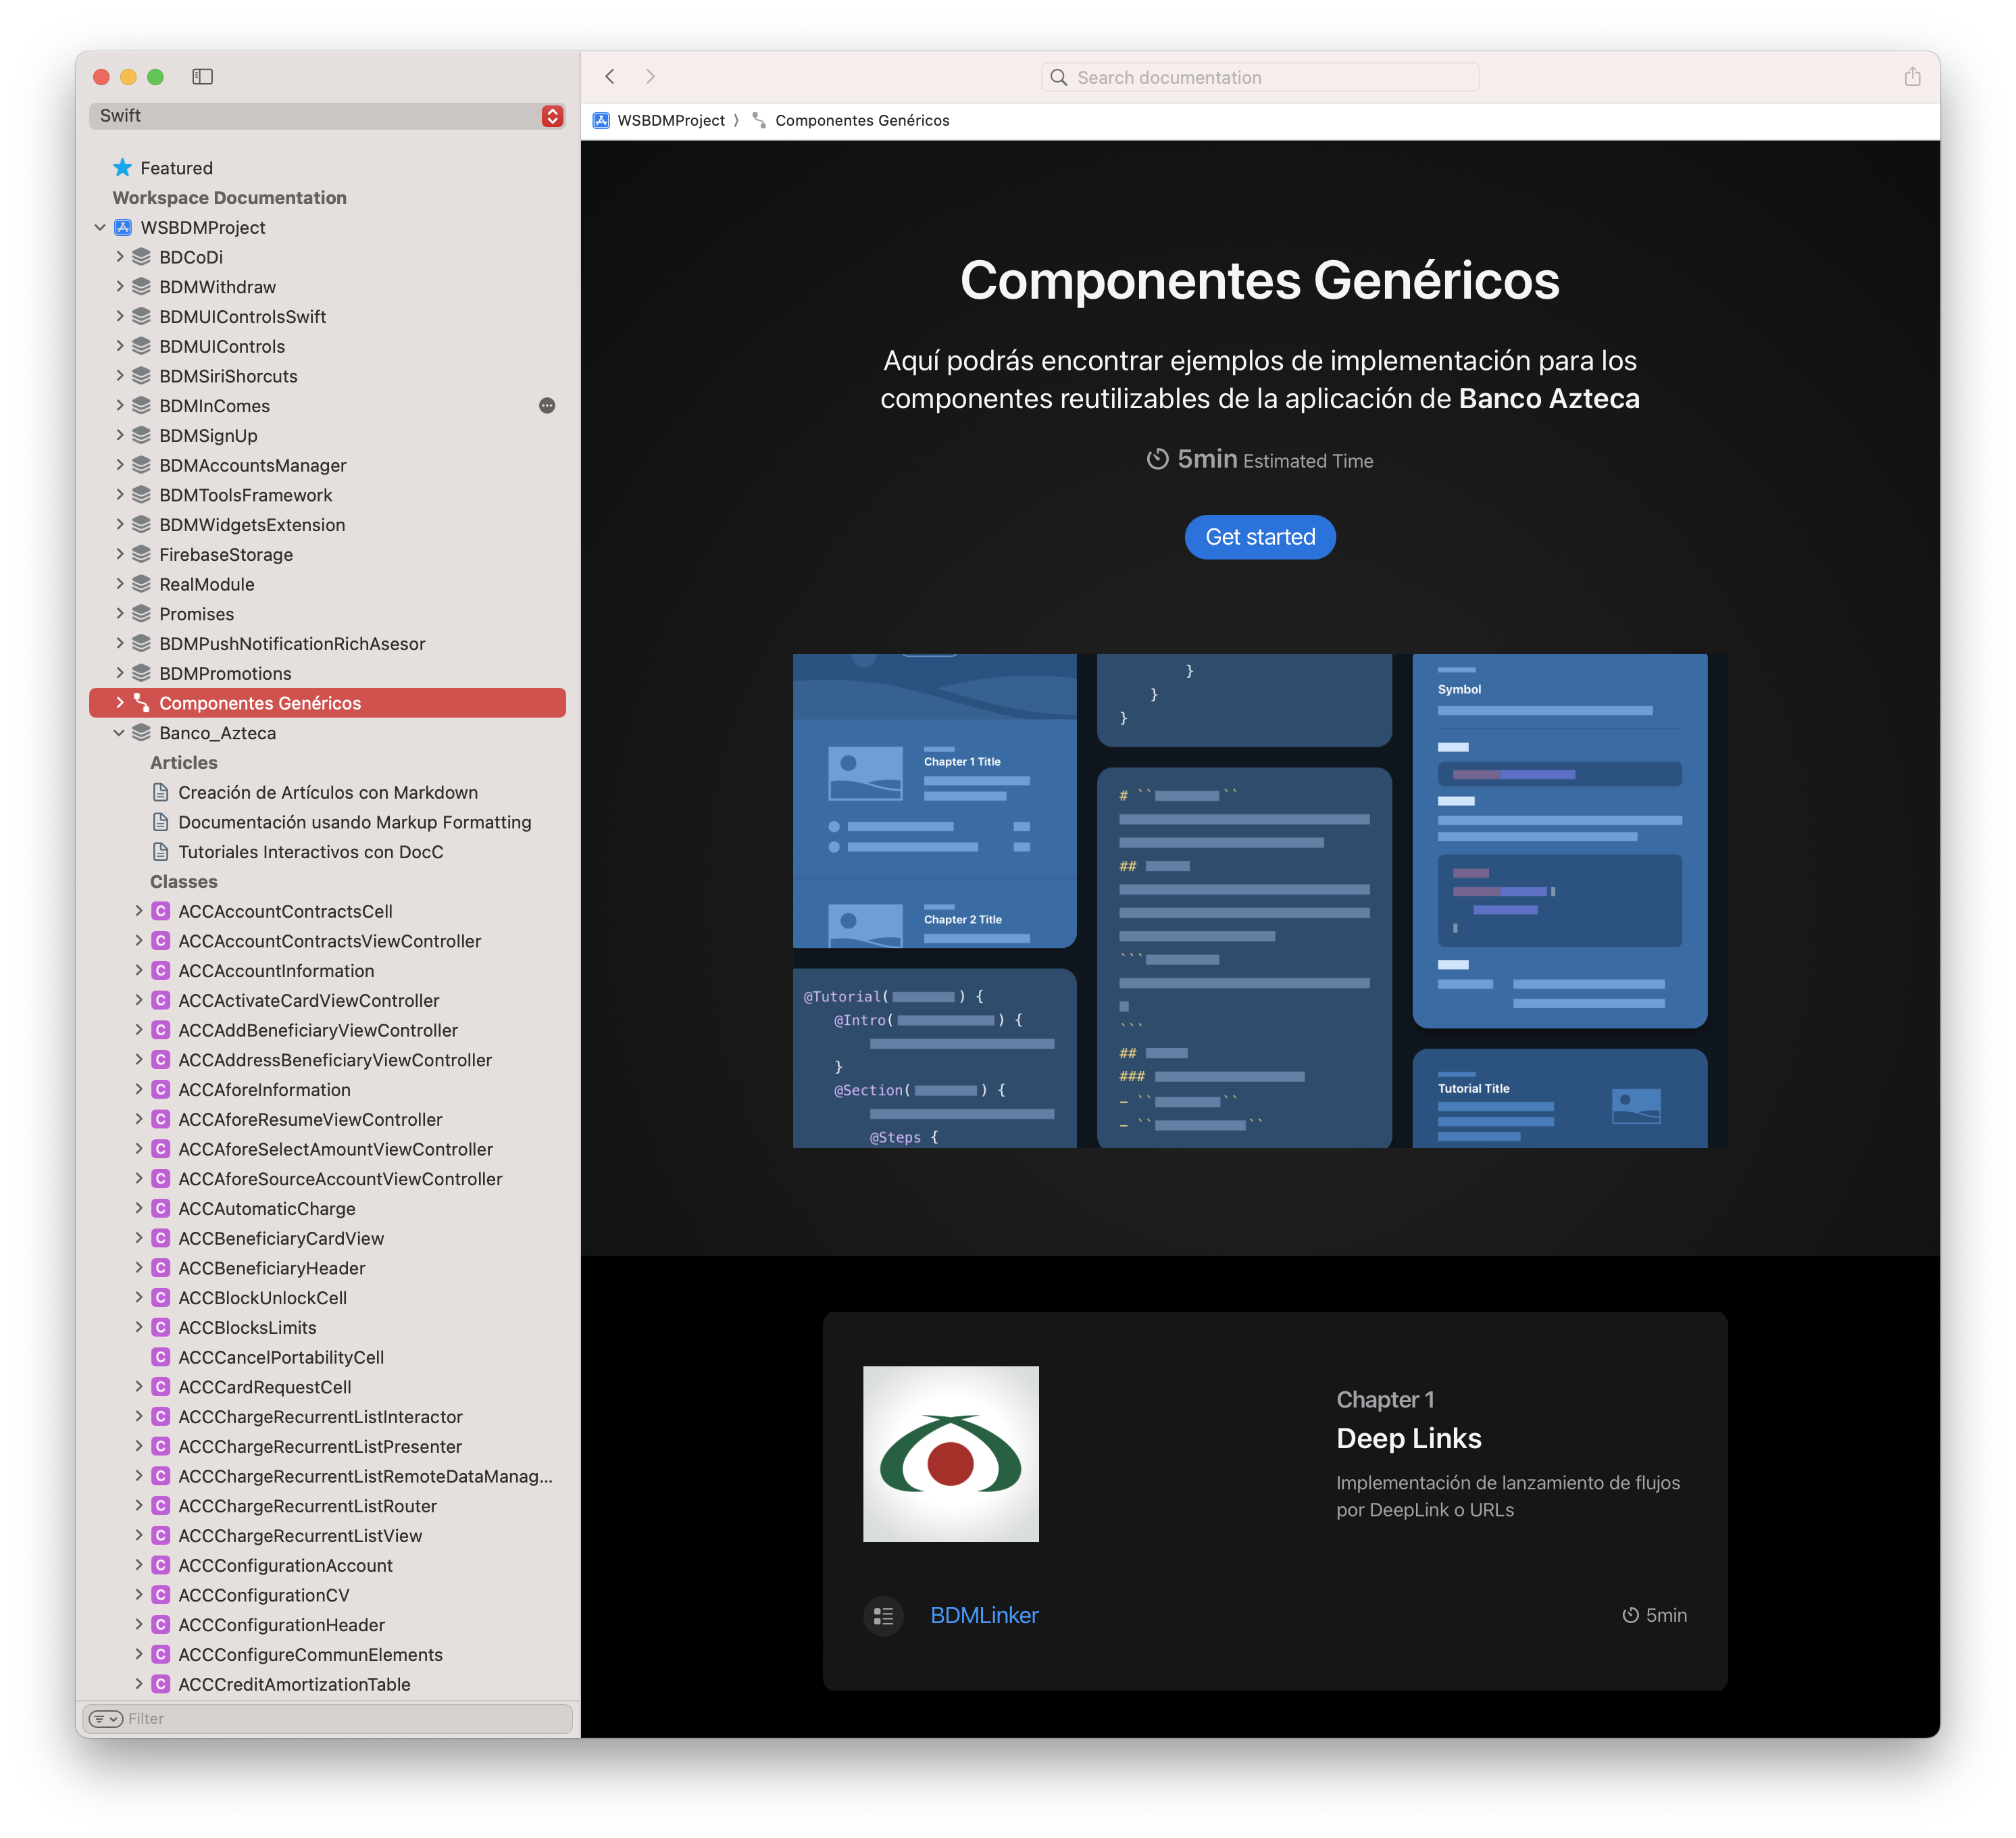 Swift
Search documentation
WSBDMProject
Componentes Genéricos
Featured
Workspace Documentation
WSBDMProject
BDCoDi
BDMWithdraw
BDMUIControlsSwift
BDMUIControls
BDMSiriShorcuts
BDMInComes
BDMSignUp
BDMAccountsManager
BDMToolsFramework
BDMWidgetsExtension
FirebaseStorage
RealModule
Promises
BDMPushNotificationRichAsesor
BDMPromotions
Componentes Genéricos
Banco_Azteca
Articles
Creación de Artículos con Markdown
Documentación usando Markup Formatting
Tutoriales Interactivos con DocC
Classes
C ACCAccountContractsCell
C ACCAccountContractsViewController
C ACCAccountInformation
C ACCActivateCardViewController
C ACCAddBeneficiaryViewController
C ACCAddressBeneficiaryViewController
C ACCAforeInformation
C ACCAforeResumeViewController
C ACCAforeSelectAmountViewController
C ACCAforeSourceAccountViewController
C ACCAutomaticCharge
C ACCBeneficiaryCardView
C ACCBeneficiaryHeader
C ACCBlockUnlockCell
C ACCBlocksLimits
C ACCCancelPortabilityCell
C ACCCardRequestCell
C ACCChargeRecurrentListInteractor
C ACCChargeRecurrentListPresenter
C ACCChargeRecurrentListRemoteDataManag...
C ACCChargeRecurrentListRouter
C ACCChargeRecurrentListView
C ACCConfigurationAccount
C ACCConfigurationCV
C ACCConfigurationHeader
C ACCConfigureCommunElements
C ACCCreditAmortizationTable
Filter
Componentes Genéricos
Aquí podrás encontrar ejemplos de implementación para los
componentes reutilizables de la aplicación de Banco Azteca
5min Estimated Time
Get started
Chapter 1 Title
Chapter 2 Title
@Tutorial( ) {
@Intro( ) {
}
@Section( ) {
@Steps {
}
}
}
# `` ``
##
```
```
##
###
– `` ``
– `` ``
Symbol
Tutorial Title
Chapter 1
Deep Links
Implementación de lanzamiento de flujos
por DeepLink o URLs
BDMLinker
5min